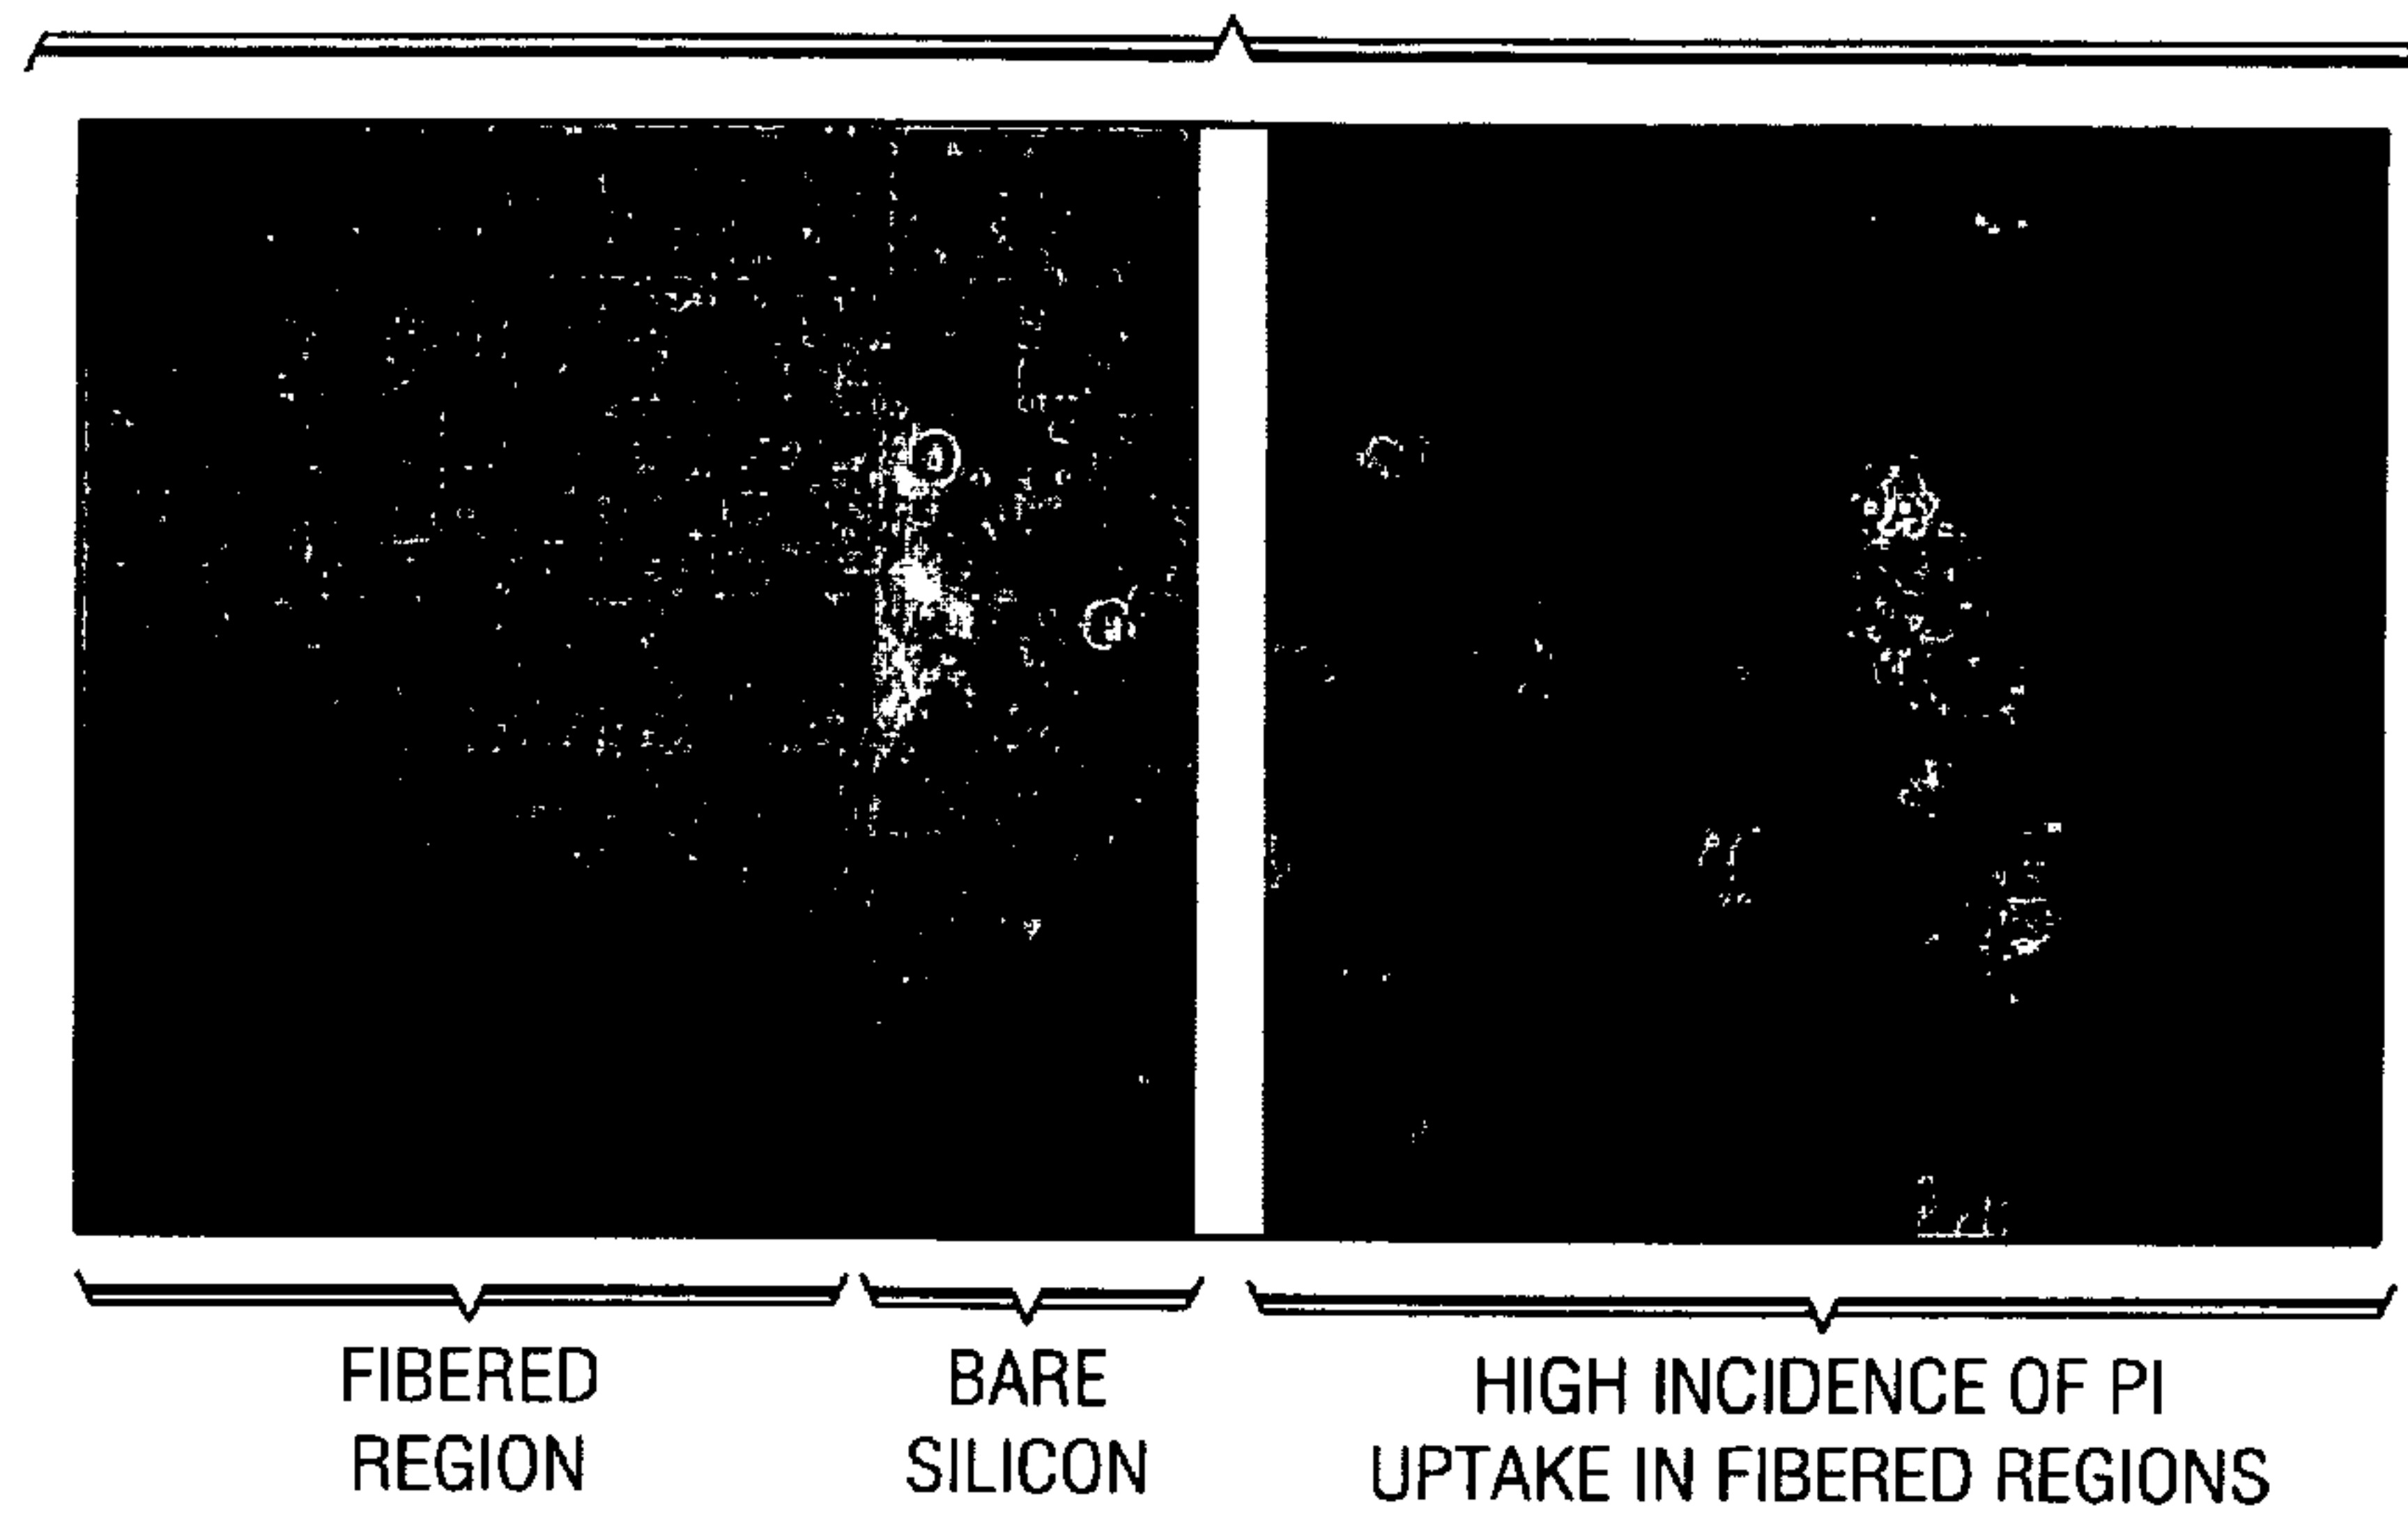 FIBERED
REGION
BARE
SILICON
HIGH INCIDENCE OF PI
UPTAKE IN FIBERED REGIONS